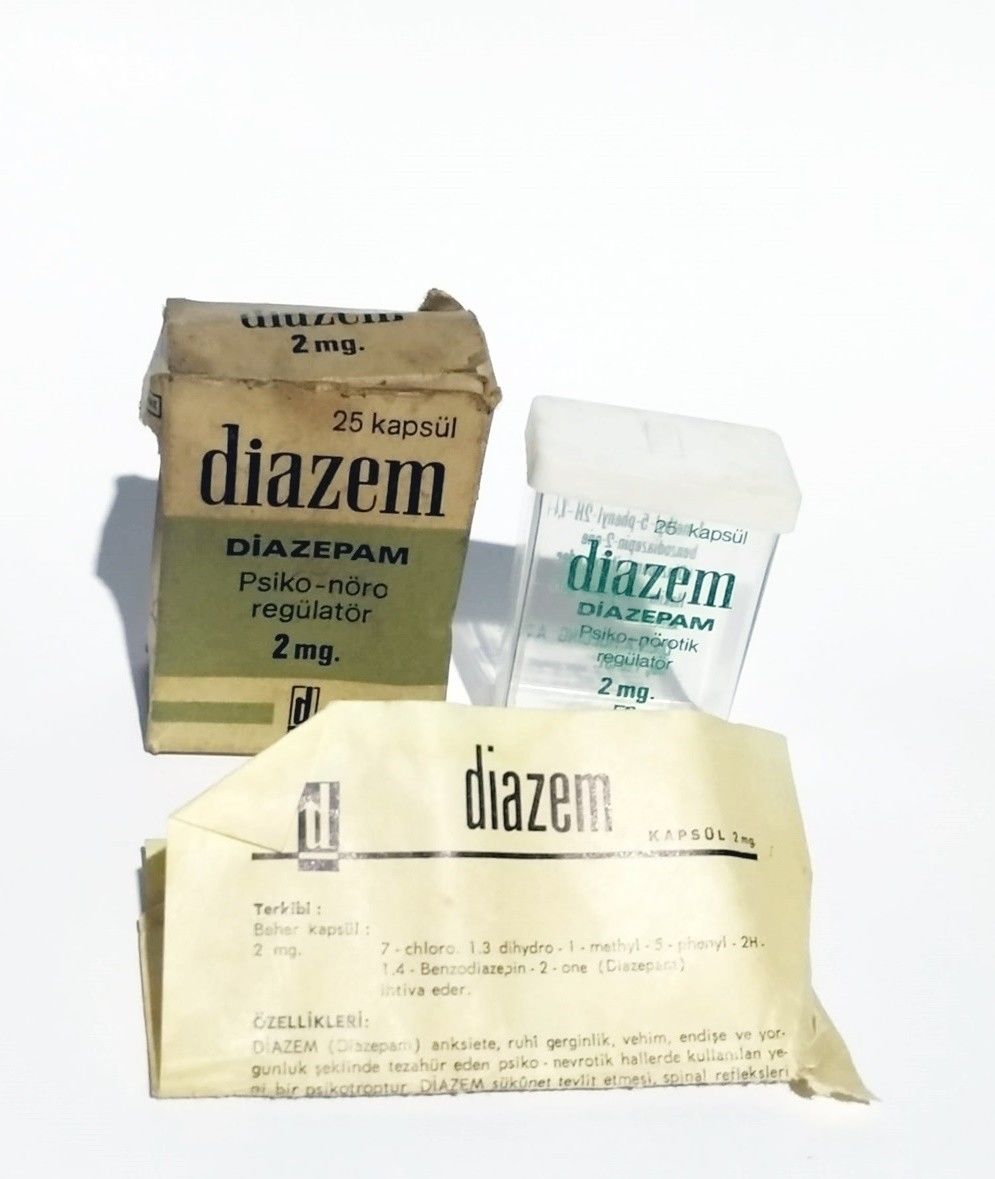 diazem
2 mg.
25 kapsül
diazem
DİAZEPAM
Psiko-nöro
regülatör
2 mg.
d
25 kapsül
diazem
DİAZEPAM
Psiko-nörotik
regülatör
2 mg.
d
diazem
KAPSÜL 2 mg.
Terkibi :
Beher kapsül :
2 mg. 7 - chloro. 1.3 dihydro - 1 - methyl - 5 - phenyl - 2H -
1,4 - Benzodiazepin - 2 - one (Diazepam)
ihtiva eder.
ÖZELLİKLERİ:
DİAZEM (Diazepam) anksiete, ruhî gerginlik, vehim, endişe ve yor-
gunluk şeklinde tezahür eden psiko - nevrotik hallerde kullanılan ye-
ni bir psikotroptur. DİAZEM sükûnet tevlit etmesi, spinal refleksleri